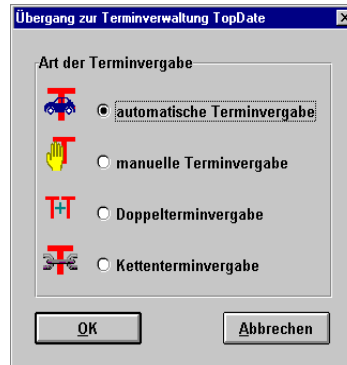 Übergang zur Terminverwaltung TopDate
Art der Terminvergabe
automatische Terminvergabe
manuelle Terminvergabe
T+T Doppelterminvergabe
Kettenterminvergabe
OK Abbrechen